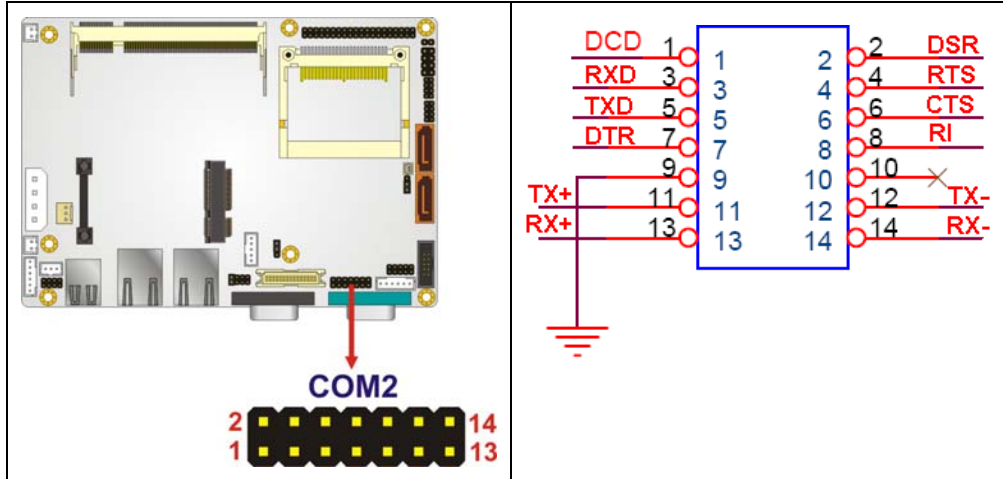 COM2
2 14
1 13
DCD 1 1 2 2 DSR
RXD 3 3 4 4 RTS
TXD 5 5 6 6 CTS
DTR 7 7 8 8 RI
9 9 10 10
TX+ 11 11 12 12 TX-
RX+ 13 13 14 14 RX-